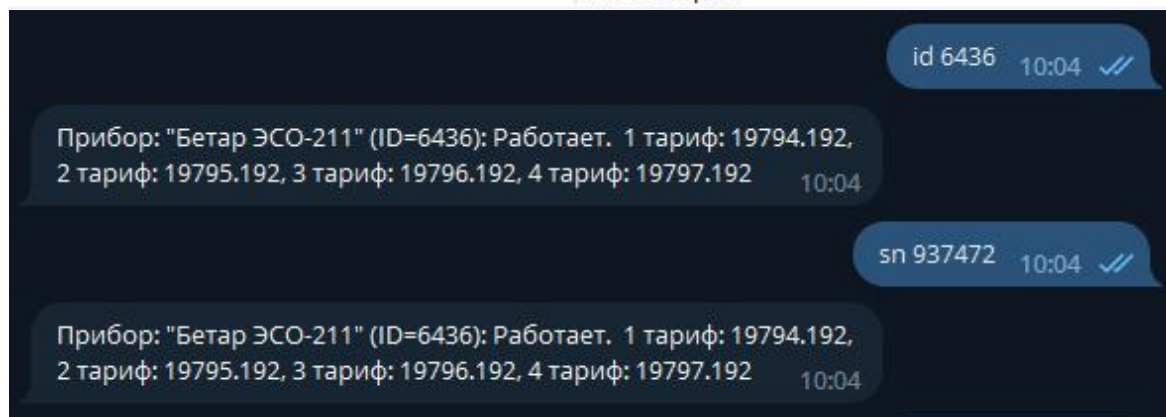 id 6436 10:04
Прибор: "Бетар ЭСО-211" (ID=6436): Работает. 1 тариф: 19794.192,
2 тариф: 19795.192, 3 тариф: 19796.192, 4 тариф: 19797.192 10:04
sn 937472 10:04
Прибор: "Бетар ЭСО-211" (ID=6436): Работает. 1 тариф: 19794.192,
2 тариф: 19795.192, 3 тариф: 19796.192, 4 тариф: 19797.192 10:04